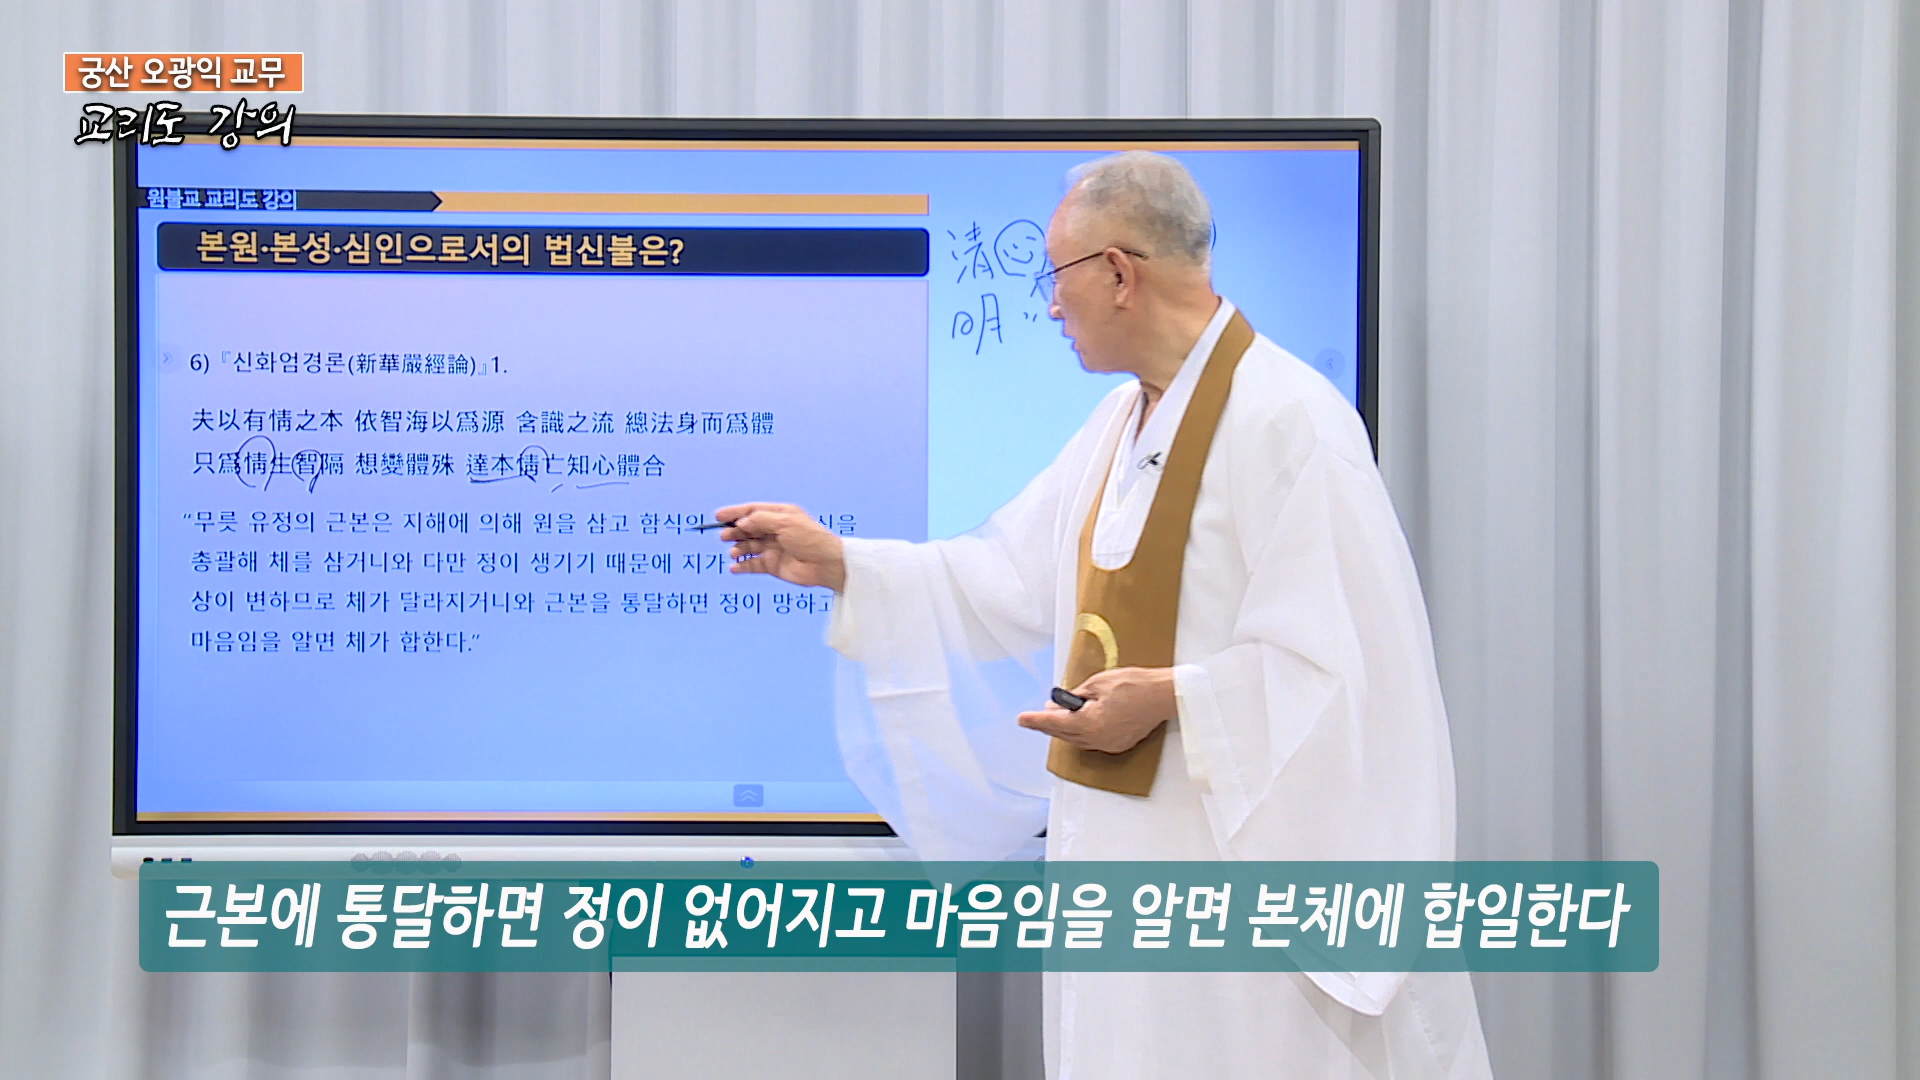 궁산 오광익 교무
교리도 강의
원불교 교리도 강의
본원·본성·심인으로서의 법신불은?
淸 心
明 〃
6) 『신화엄경론(新華嚴經論)』1.
夫以有情之本 依智海以爲源 含識之流 總法身而爲體
只爲情生智隔 想變體殊 達本情亡知心體合
“무릇 유정의 근본은 지해에 의해 원을 삼고 함식의 신을
총괄해 체를 삼거니와 다만 정이 생기기 때문에 지가
상이 변하므로 체가 달라지거니와 근본을 통달하면 정이 망하고
마음임을 알면 체가 합한다.”
근본에 통달하면 정이 없어지고 마음임을 알면 본체에 합일한다